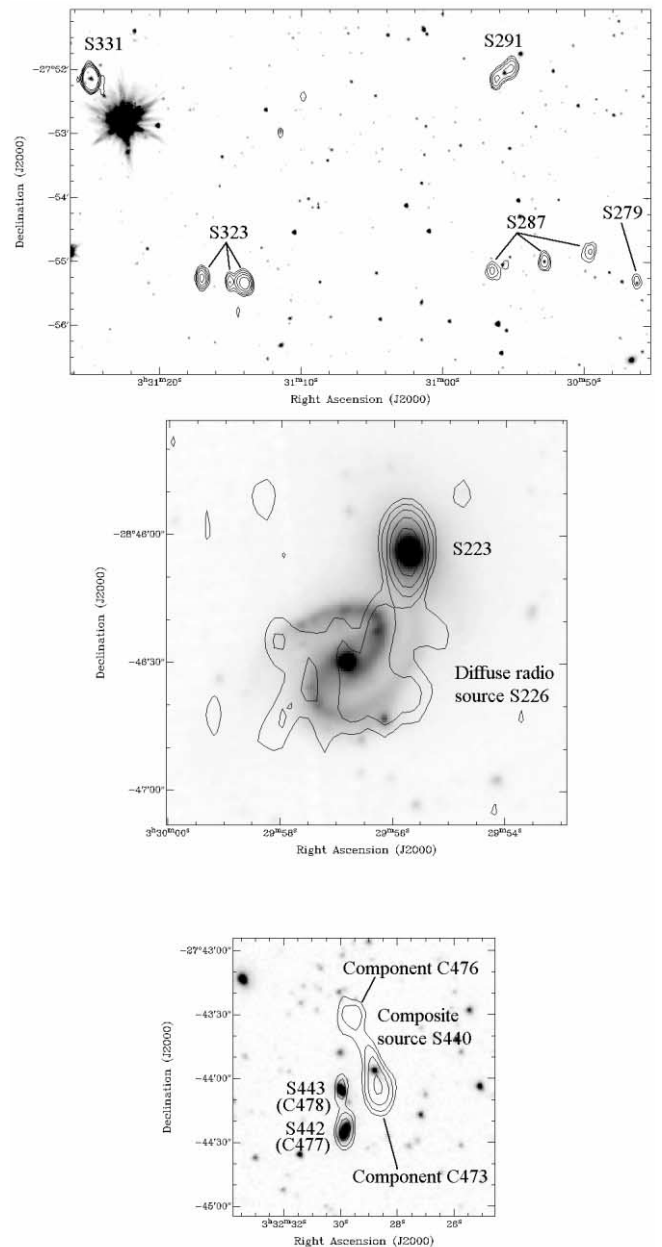 S331
S291
−27°52'
−53'
−54'
−55'
−56'
S323
S287
S279
3ʰ31ᵐ20ˢ
31ᵐ10ˢ
31ᵐ00ˢ
30ᵐ50ˢ
Right Ascension (J2000)
Declination (J2000)
−28°46'00"
−46'30"
−47'00"
S223
Diffuse radio
source S226
3ʰ30ᵐ00ˢ
29ᵐ58ˢ
29ᵐ56ˢ
29ᵐ54ˢ
Right Ascension (J2000)
Declination (J2000)
−27°43'00"
−43'30"
−44'00"
−44'30"
−45'00"
Component C476
Composite
source S440
S443
(C478)
S442
(C477)
Component C473
3ʰ32ᵐ32ˢ
30ˢ
28ˢ
26ˢ
Right Ascension (J2000)
Declination (J2000)